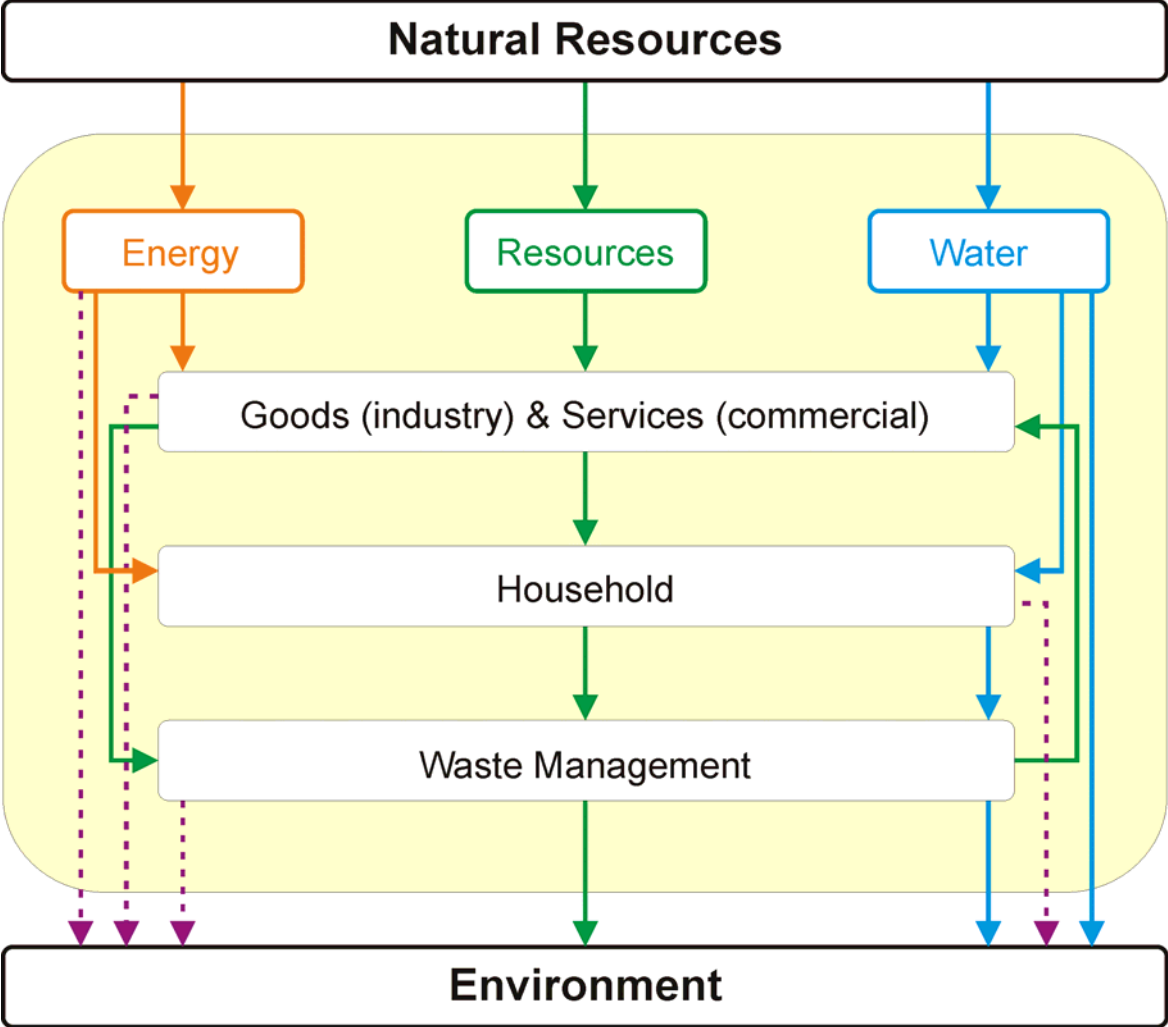 Natural Resources
Energy
Resources
Water
Goods (industry) & Services (commercial)
Household
Waste Management
Environment